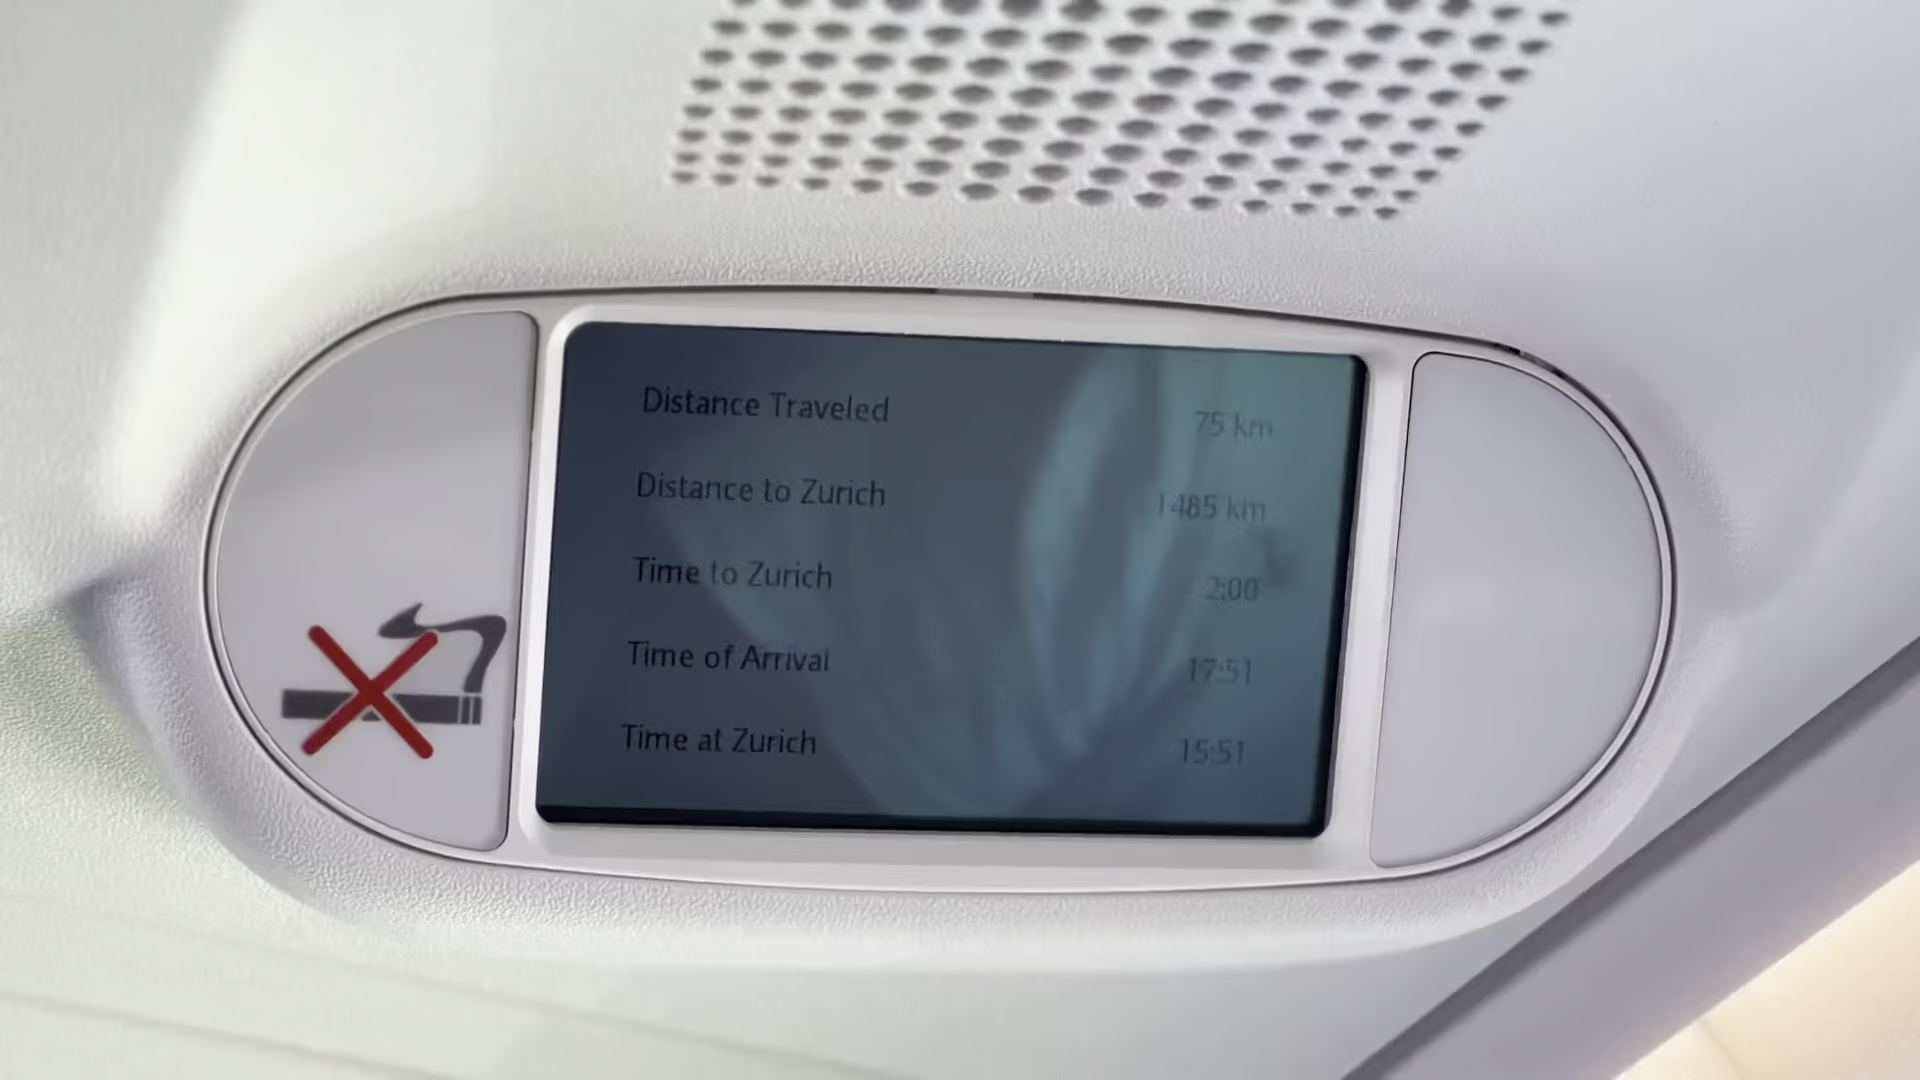 Distance Traveled 75 km
Distance to Zurich 1485 km
Time to Zurich 2:00
Time of Arrival 17:51
Time at Zurich 15:51